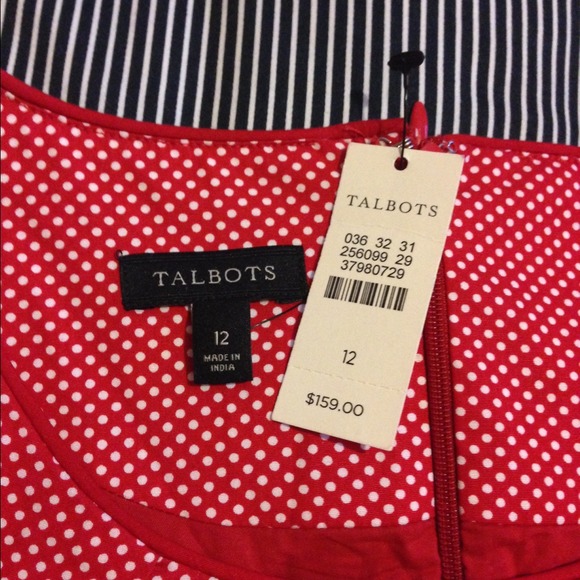 TALBOTS
12
MADE IN
INDIA
TALBOTS
036 32 31
256099 29
37980729
12
$159.00